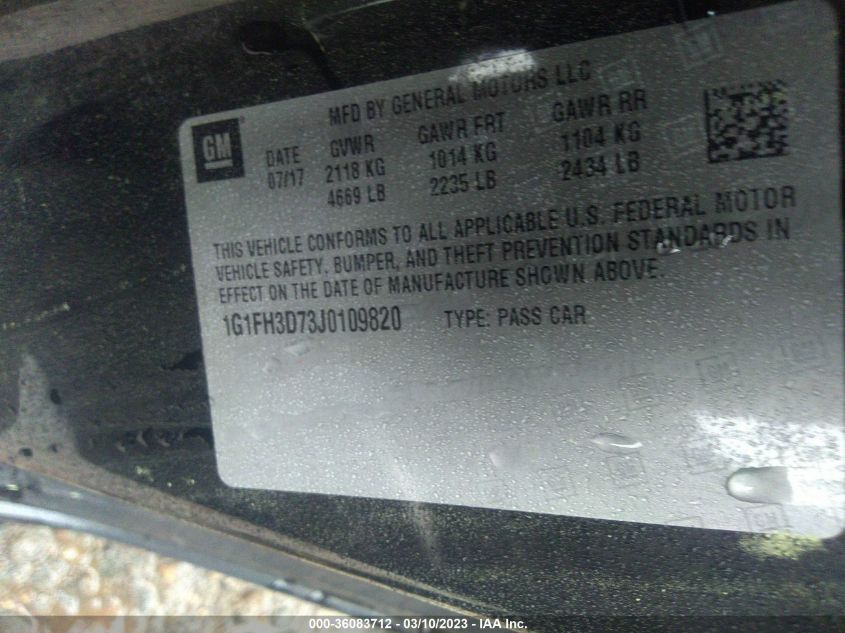 MFD BY GENERAL MOTORS LLC
GM
DATE GVWR GAWR FRT GAWR RR
07/17 2118 KG 1014 KG 1104 KG
4669 LB 2235 LB 2434 LB
THIS VEHICLE CONFORMS TO ALL APPLICABLE U.S. FEDERAL MOTOR
VEHICLE SAFETY, BUMPER, AND THEFT PREVENTION STANDARDS IN
EFFECT ON THE DATE OF MANUFACTURE SHOWN ABOVE.
1G1FH3D73J0109820 TYPE: PASS CAR
000-36083712 - 03/10/2023 - IAA Inc.